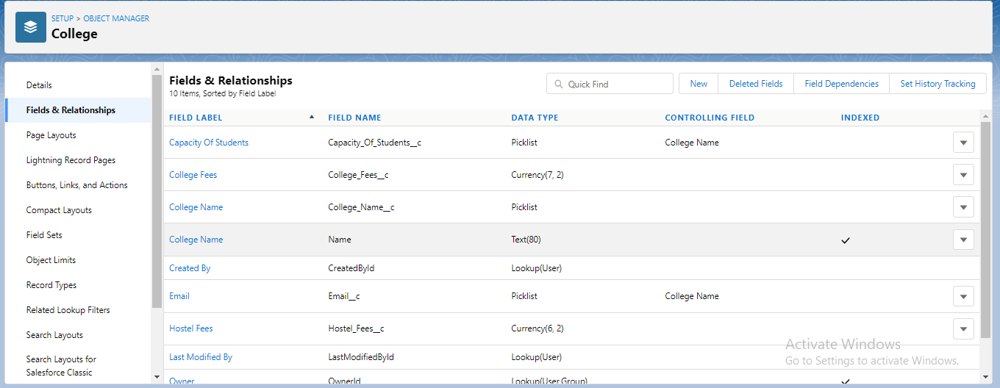 SETUP > OBJECT MANAGER
College
Details
Fields & Relationships
Page Layouts
Lightning Record Pages
Buttons, Links, and Actions
Compact Layouts
Field Sets
Object Limits
Record Types
Related Lookup Filters
Search Layouts
Search Layouts for
Salesforce Classic
Fields & Relationships
10 Items, Sorted by Field Label
Quick Find
New
Deleted Fields
Field Dependencies
Set History Tracking
FIELD LABEL FIELD NAME DATA TYPE CONTROLLING FIELD INDEXED
Capacity Of Students Capacity_Of_Students__c Picklist College Name
College Fees College_Fees__c Currency(7, 2)
College Name College_Name__c Picklist
College Name Name Text(80)
Created By CreatedById Lookup(User)
Email Email__c Picklist College Name
Hostel Fees Hostel_Fees__c Currency(6, 2)
Last Modified By LastModifiedById Lookup(User)
Owner OwnerId Lookup(User,Group)
Activate Windows
Go to Settings to activate Windows.